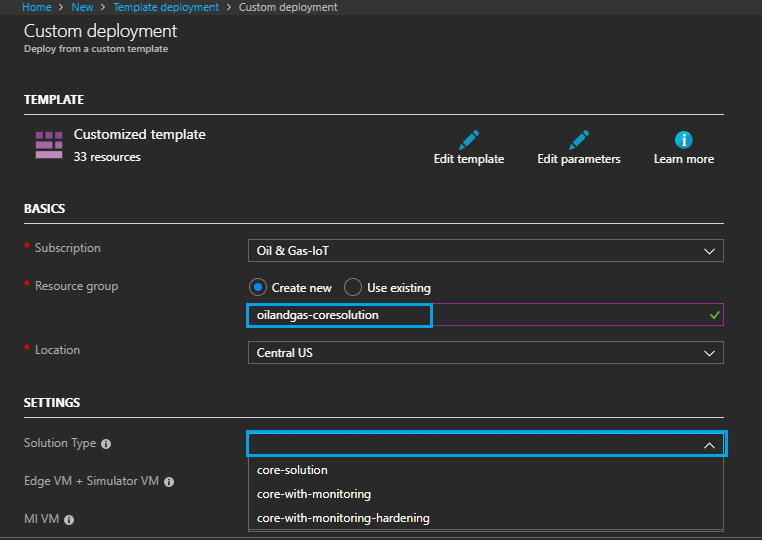 Home > New > Template deployment > Custom deployment
Custom deployment
Deploy from a custom template
TEMPLATE
Customized template
33 resources
Edit template
Edit parameters
Learn more
BASICS
* Subscription
Oil & Gas-IoT
* Resource group
Create new
Use existing
oilandgas-coresolution
* Location
Central US
SETTINGS
Solution Type
core-solution
Edge VM + Simulator VM
core-with-monitoring
MI VM
core-with-monitoring-hardening